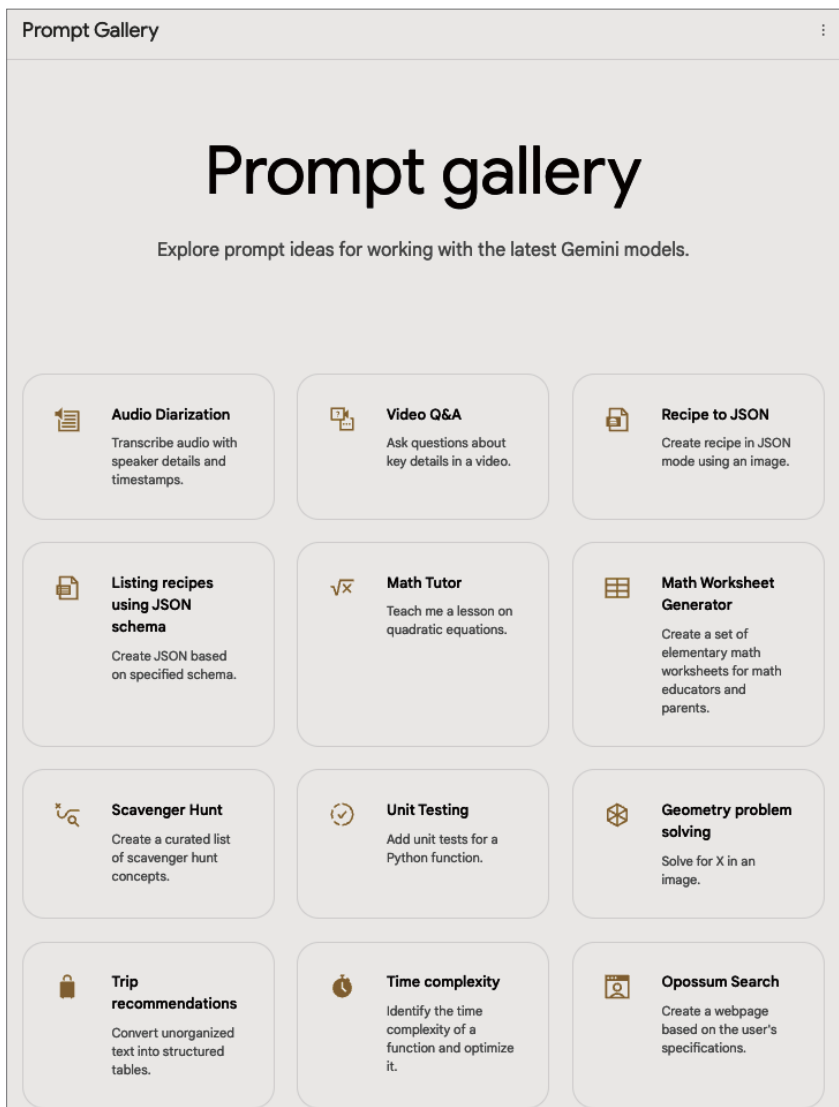 Prompt Gallery
Prompt gallery
Explore prompt ideas for working with the latest Gemini models.
Audio Diarization
Transcribe audio with
speaker details and
timestamps.
Video Q&A
Ask questions about
key details in a video.
Recipe to JSON
Create recipe in JSON
mode using an image.
Listing recipes
using JSON
schema
Create JSON based
on specified schema.
Math Tutor
Teach me a lesson on
quadratic equations.
Math Worksheet
Generator
Create a set of
elementary math
worksheets for math
educators and
parents.
Scavenger Hunt
Create a curated list
of scavenger hunt
concepts.
Unit Testing
Add unit tests for a
Python function.
Geometry problem
solving
Solve for X in an
image.
Trip
recommendations
Convert unorganized
text into structured
tables.
Time complexity
Identify the time
complexity of a
function and optimize
it.
Opossum Search
Create a webpage
based on the user's
specifications.